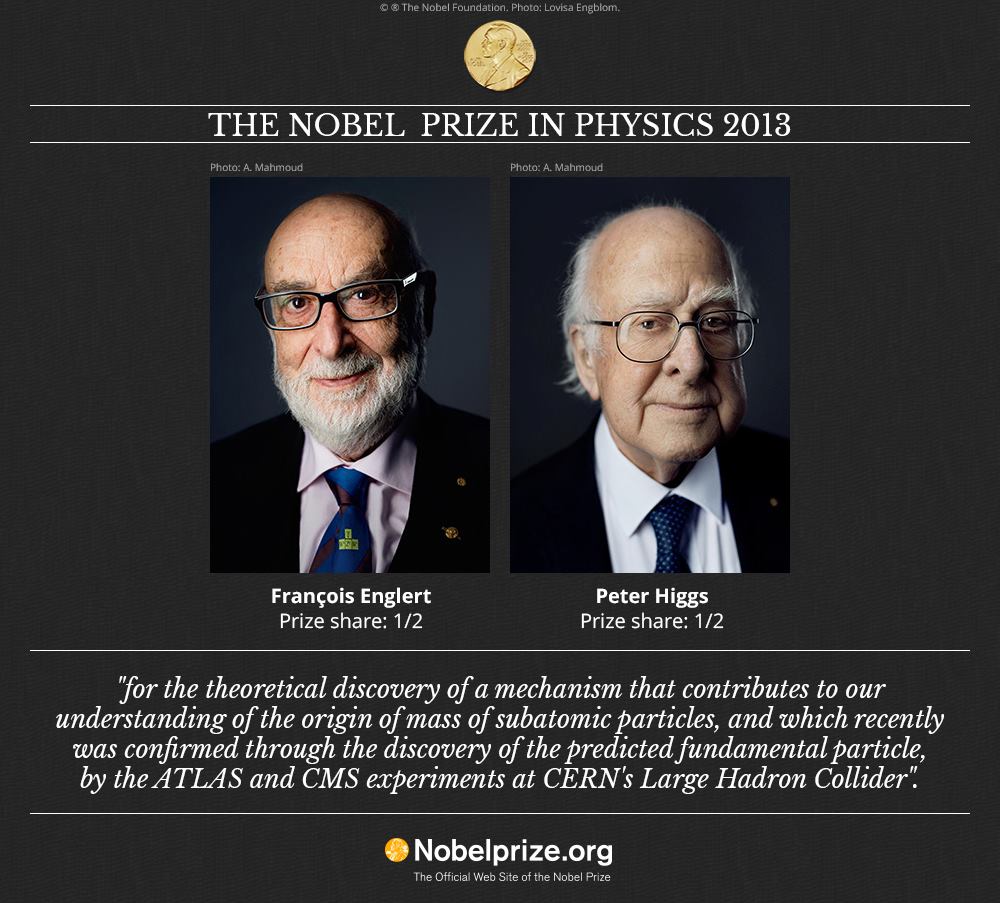 © ® The Nobel Foundation. Photo: Lovisa Engblom.
THE NOBEL PRIZE IN PHYSICS 2013
Photo: A. Mahmoud
Photo: A. Mahmoud
François Englert
Prize share: 1/2
Peter Higgs
Prize share: 1/2
"for the theoretical discovery of a mechanism that contributes to our
understanding of the origin of mass of subatomic particles, and which recently
was confirmed through the discovery of the predicted fundamental particle,
by the ATLAS and CMS experiments at CERN's Large Hadron Collider".
Nobelprize.org
The Official Web Site of the Nobel Prize